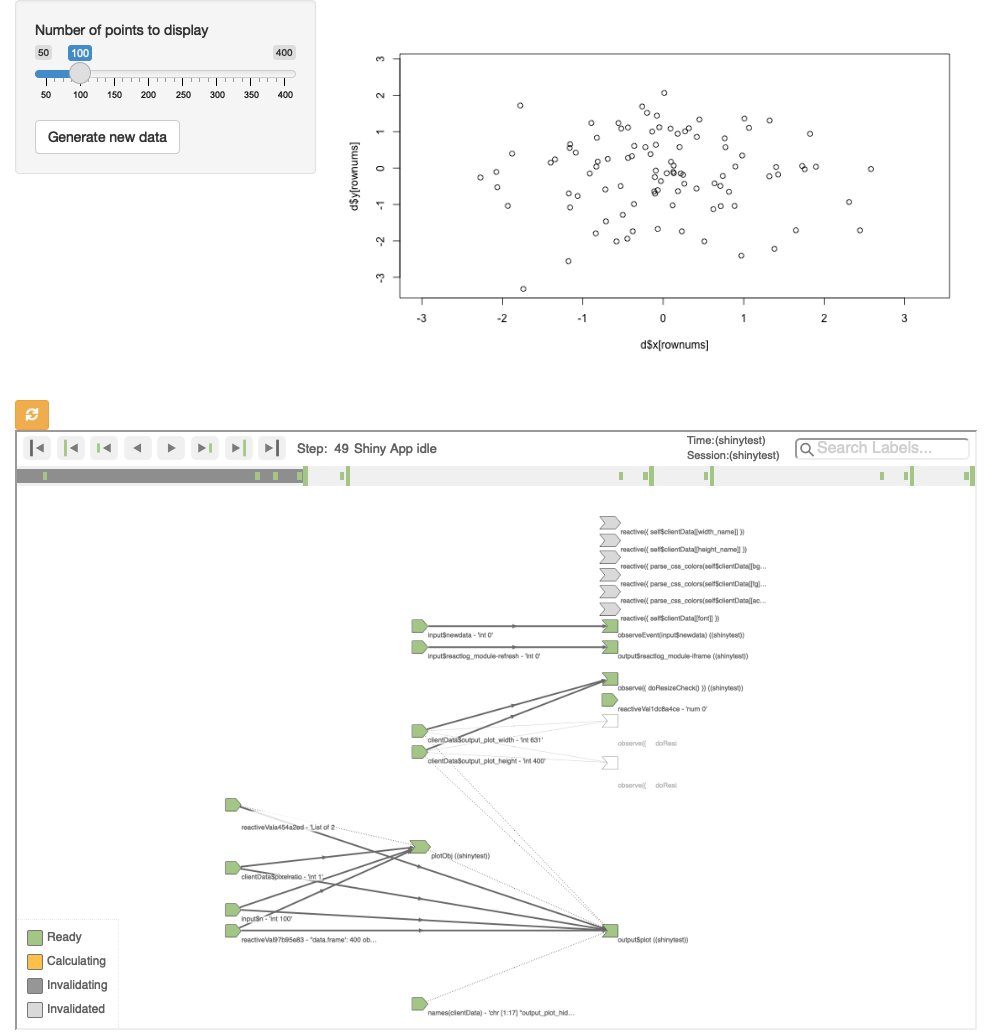 Number of points to display
50 100 400
50 100 150 200 250 300 350 400
Generate new data
3
2
1
0
-1
-2
-3
d$y[rownums]
-3 -2 -1 0 1 2 3
d$x[rownums]
Step: 49 Shiny App idle
Time:(shinytest)
Session:(shinytest)
Search Labels...
reactive({ self$clientData[[width_name]] })
reactive({ self$clientData[[height_name]] })
reactive({ parse_css_colors(self$clientData[[bg...
reactive({ parse_css_colors(self$clientData[[fg]...
reactive({ parse_css_colors(self$clientData[[ac...
reactive({ self$clientData[[font]] })
input$newdata - 'int 0'
observeEvent(input$newdata) ((shinytest))
input$reactlog_module-refresh - 'int 0'
output$reactlog_module-iframe ((shinytest))
observe({ doResizeCheck() }) ((shinytest))
reactiveVal1dc8a4ce - 'num 0'
clientData$output_plot_width - 'int 631'
observe({ doResi
clientData$output_plot_height - 'int 400'
observe({ doResi
reactiveVala454a2ed - 'List of 2
plotObj ((shinytest))
clientData$pixelratio - 'int 1'
input$n - 'int 100'
reactiveVal97b95e83 - "data.frame': 400 ob...
output$plot ((shinytest))
names(clientData) - 'chr [1:17] "output_plot_hid...
Ready
Calculating
Invalidating
Invalidated